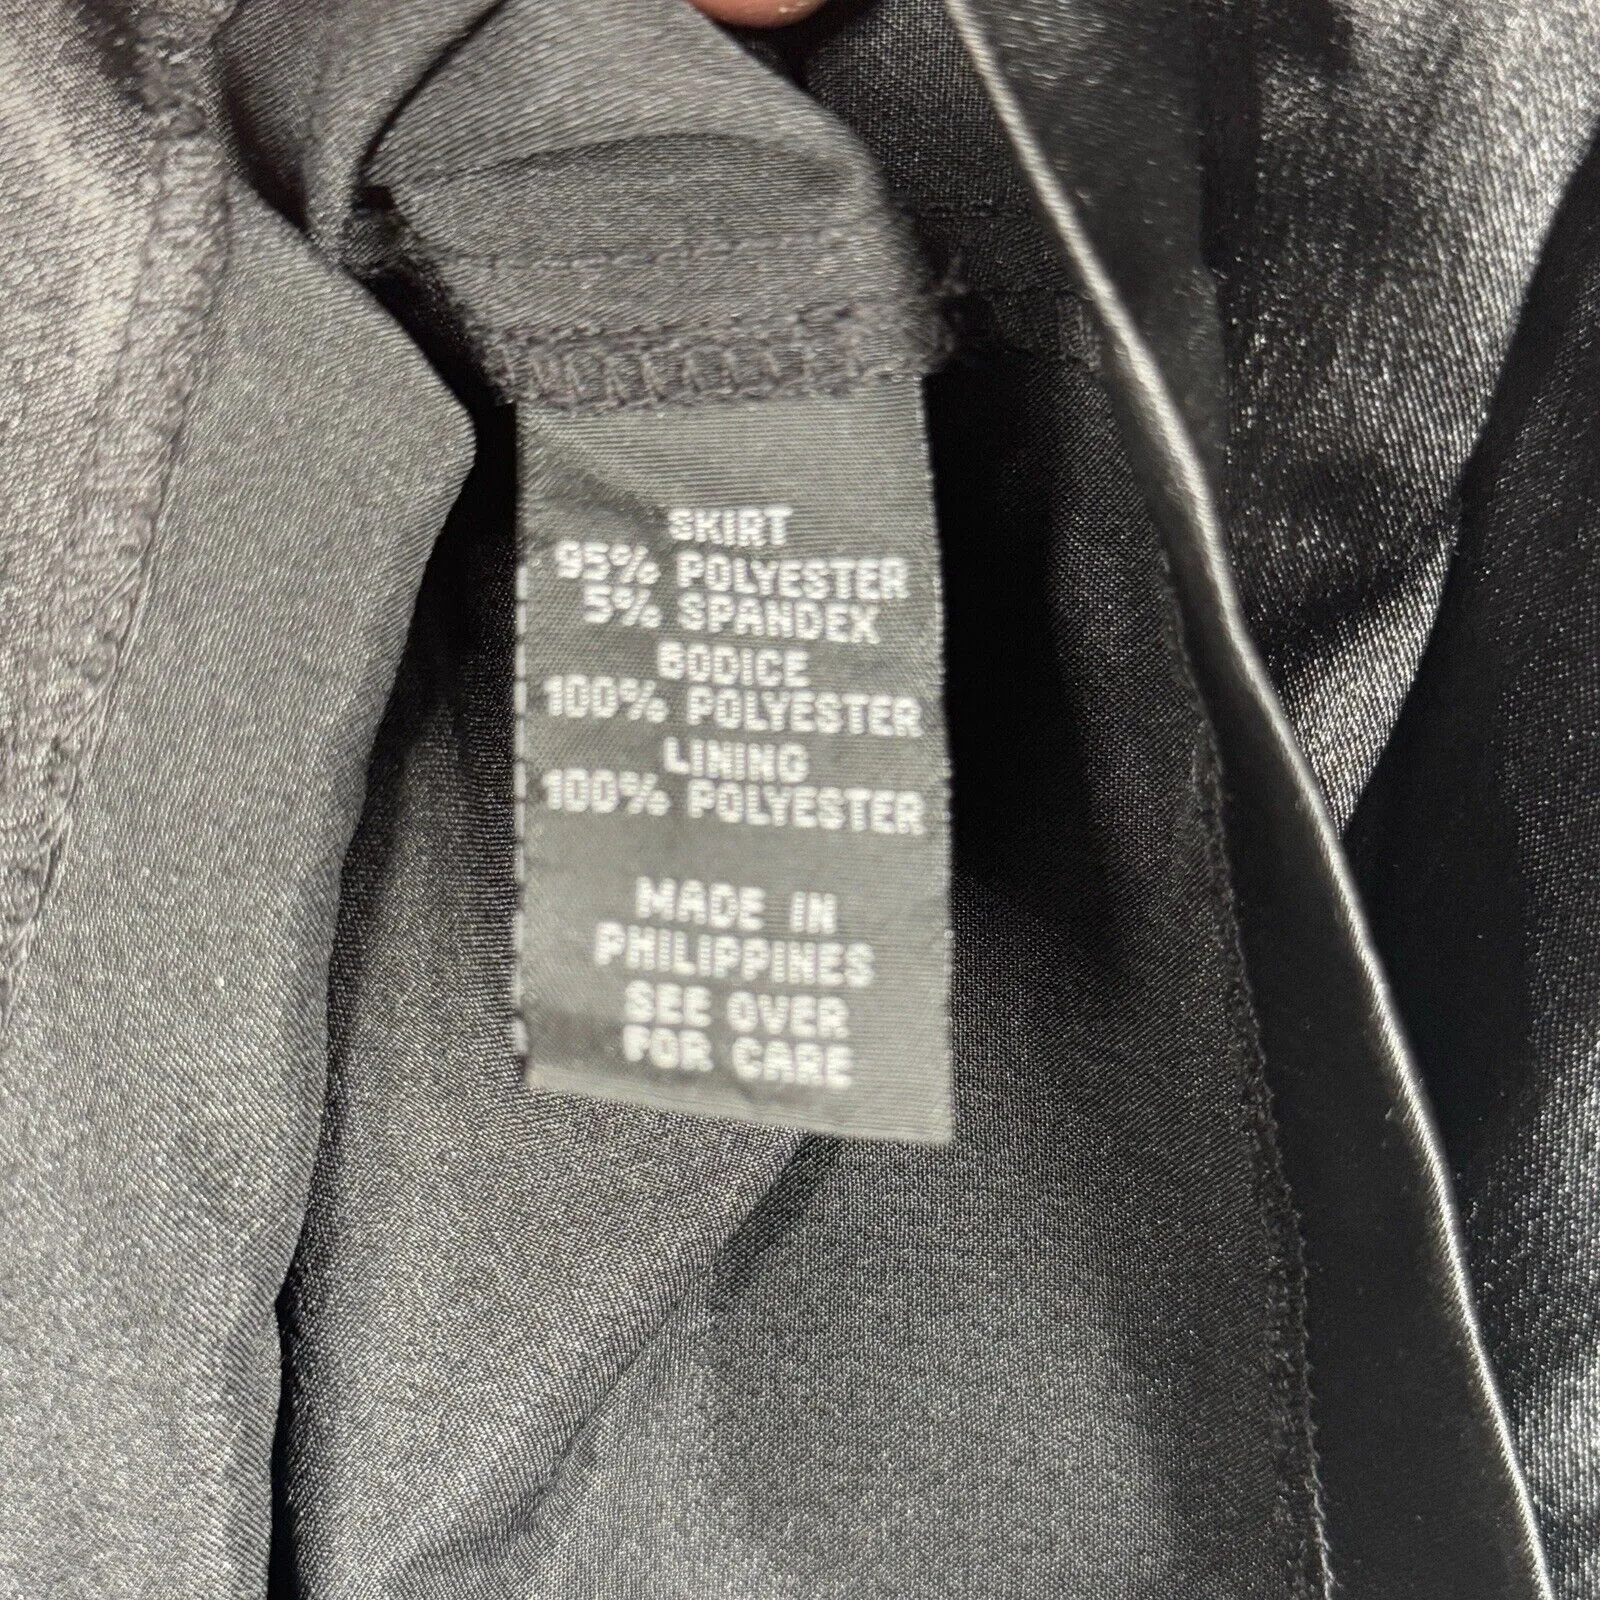 SKIRT
95% POLYESTER
5% SPANDEX
BODICE
100% POLYESTER
LINING
100% POLYESTER
MADE IN
PHILIPPINES
SEE OVER
FOR CARE